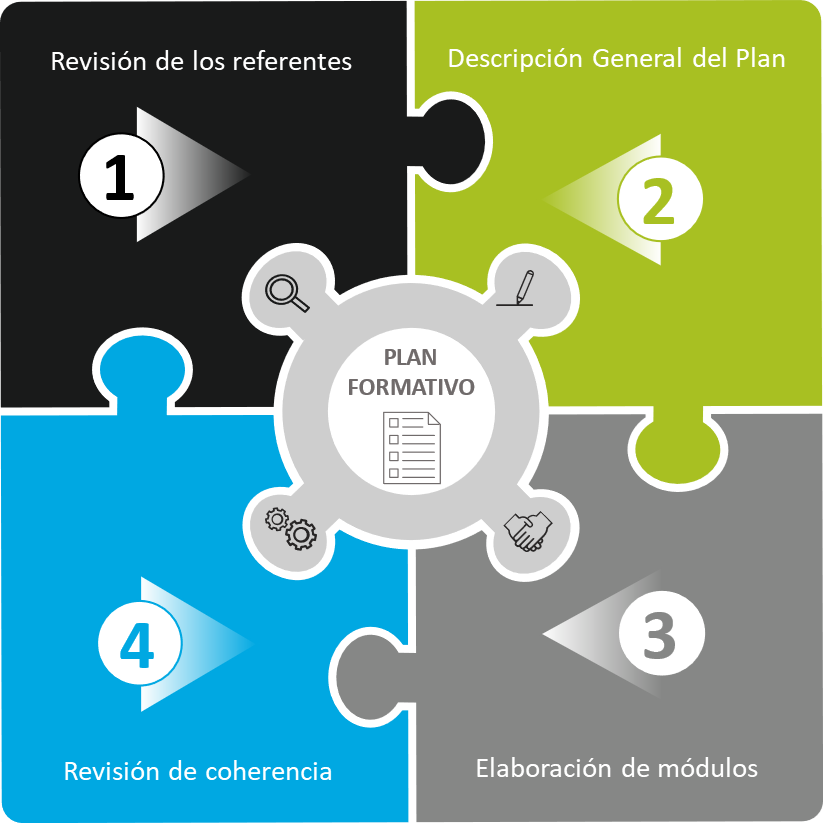 Revisión de los referentes
1
Descripción General del Plan
2
PLAN
FORMATIVO
4
Revisión de coherencia
3
Elaboración de módulos